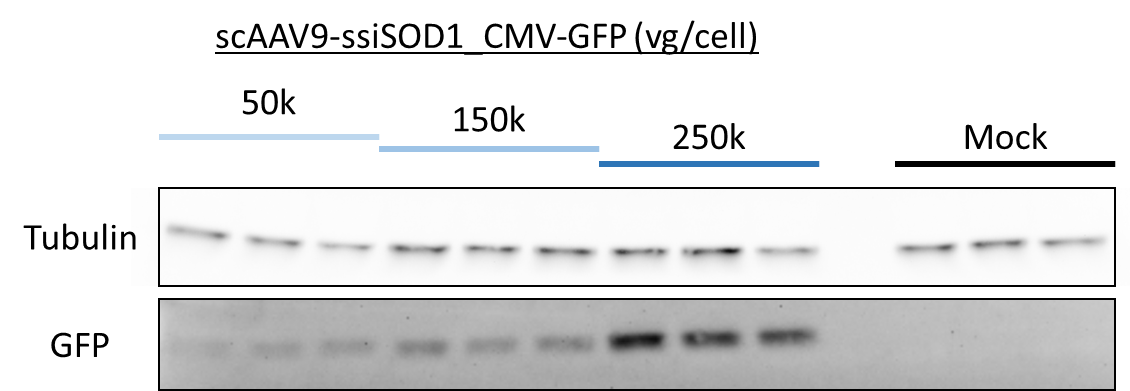 scAAV9-ssiSOD1_CMV-GFP (vg/cell)
50k
150k
250k
Mock
Tubulin
GFP